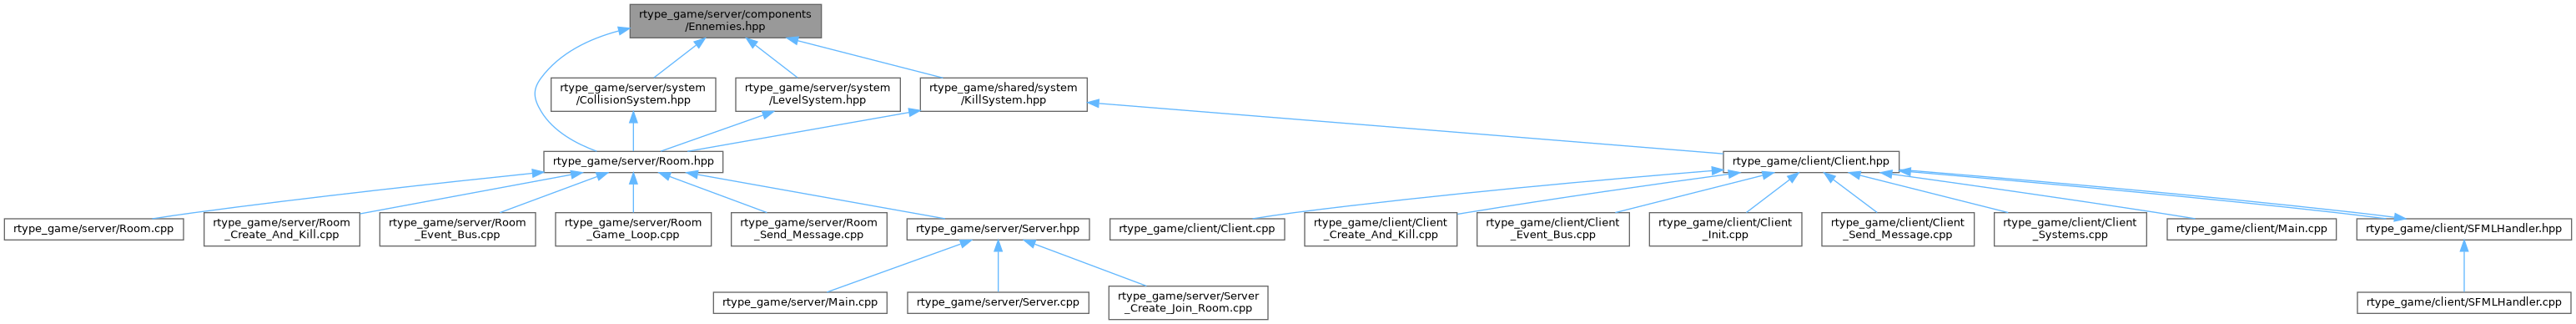 rtype_game/server/components
/Ennemies.hpp
rtype_game/server/system
/CollisionSystem.hpp
rtype_game/server/system
/LevelSystem.hpp
rtype_game/shared/system
/KillSystem.hpp
rtype_game/server/Room.hpp
rtype_game/client/Client.hpp
rtype_game/server/Room.cpp
rtype_game/server/Room
_Create_And_Kill.cpp
rtype_game/server/Room
_Event_Bus.cpp
rtype_game/server/Room
_Game_Loop.cpp
rtype_game/server/Room
_Send_Message.cpp
rtype_game/server/Server.hpp
rtype_game/client/Client.cpp
rtype_game/client/Client
_Create_And_Kill.cpp
rtype_game/client/Client
_Event_Bus.cpp
rtype_game/client/Client
_Init.cpp
rtype_game/client/Client
_Send_Message.cpp
rtype_game/client/Client
_Systems.cpp
rtype_game/client/Main.cpp
rtype_game/client/SFMLHandler.hpp
rtype_game/server/Main.cpp
rtype_game/server/Server.cpp
rtype_game/server/Server
_Create_Join_Room.cpp
rtype_game/client/SFMLHandler.cpp